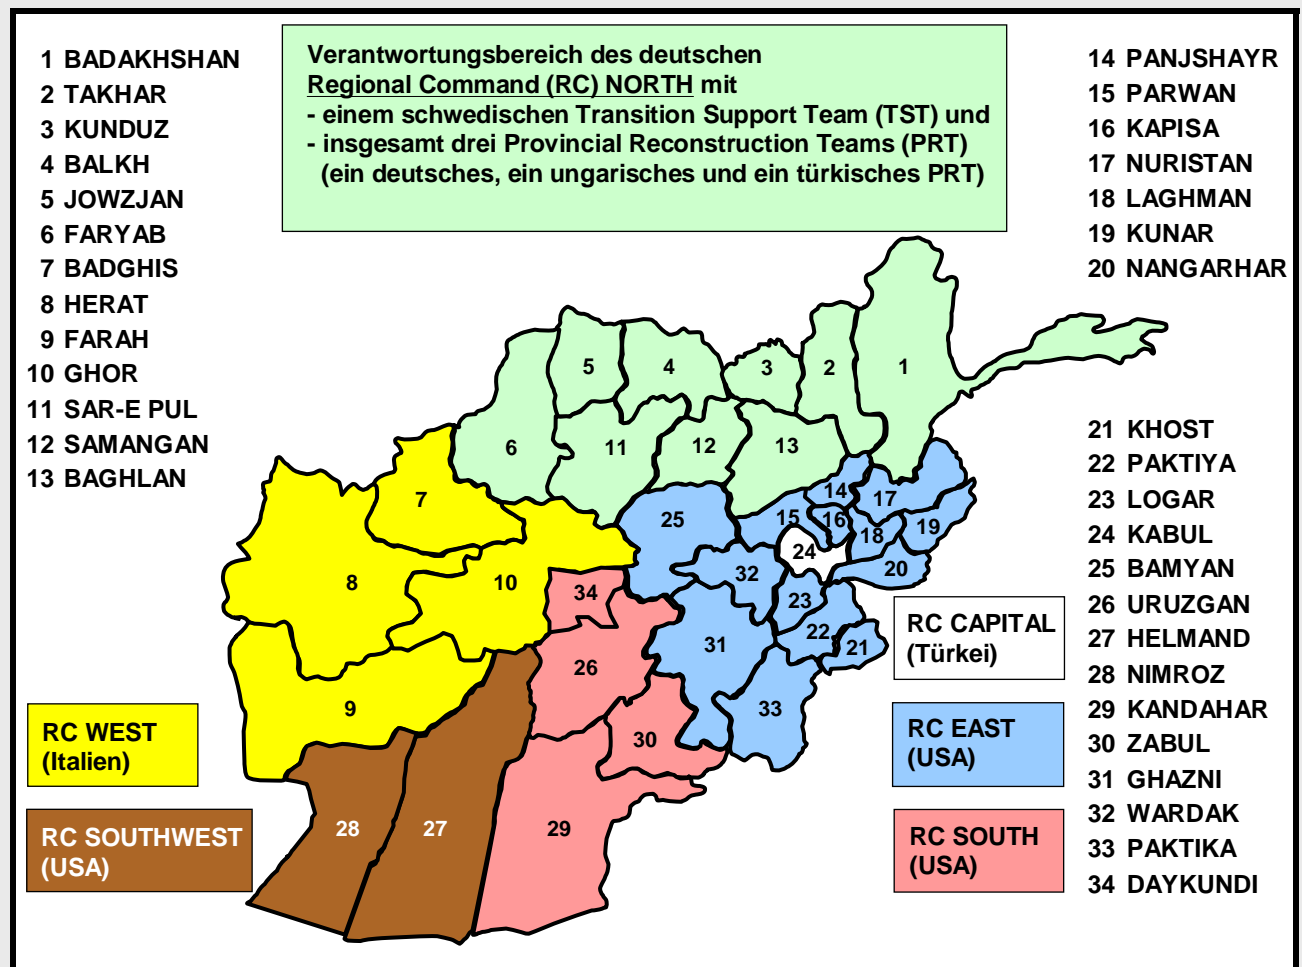 1 BADAKHSHAN
2 TAKHAR
3 KUNDUZ
4 BALKH
5 JOWZJAN
6 FARYAB
7 BADGHIS
8 HERAT
9 FARAH
10 GHOR
11 SAR-E PUL
12 SAMANGAN
13 BAGHLAN
Verantwortungsbereich des deutschen
Regional Command (RC) NORTH mit
- einem schwedischen Transition Support Team (TST) und
- insgesamt drei Provincial Reconstruction Teams (PRT)
(ein deutsches, ein ungarisches und ein türkisches PRT)
14 PANJSHAYR
15 PARWAN
16 KAPISA
17 NURISTAN
18 LAGHMAN
19 KUNAR
20 NANGARHAR
21 KHOST
22 PAKTIYA
23 LOGAR
24 KABUL
25 BAMYAN
26 URUZGAN
27 HELMAND
28 NIMROZ
29 KANDAHAR
30 ZABUL
31 GHAZNI
32 WARDAK
33 PAKTIKA
34 DAYKUNDI
5
4
3
2
1
6
11
12
13
7
25
14
15
16
17
18
19
24
20
8
10
34
32
23
22
21
31
26
9
33
30
28
27
29
RC WEST
(Italien)
RC SOUTHWEST
(USA)
RC CAPITAL
(Türkei)
RC EAST
(USA)
RC SOUTH
(USA)